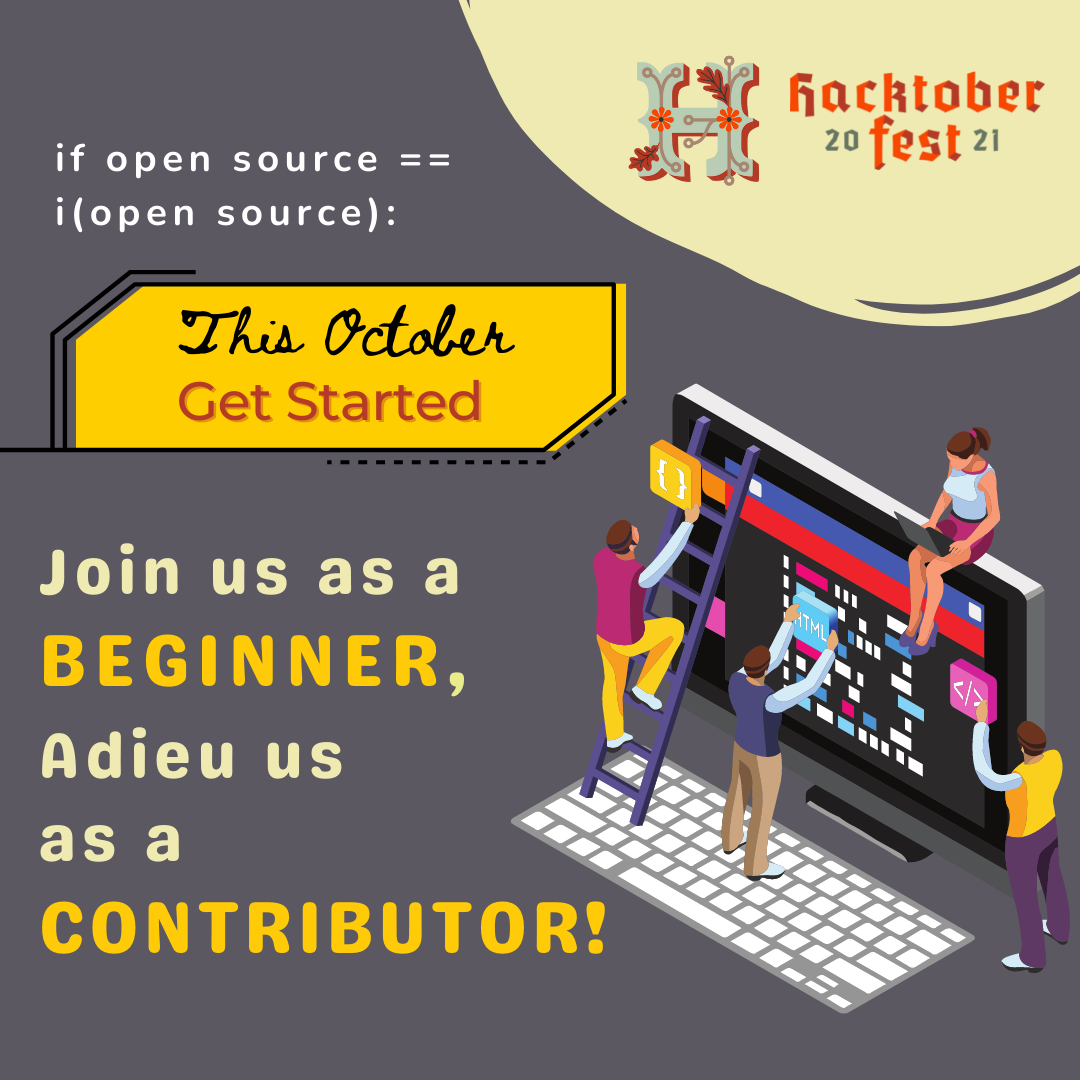 hacktober
20 fest 21
if open source ==
i(open source):
This October
Get Started
{}
HTML
</>
Join us as a
BEGINNER,
Adieu us
as a
CONTRIBUTOR!